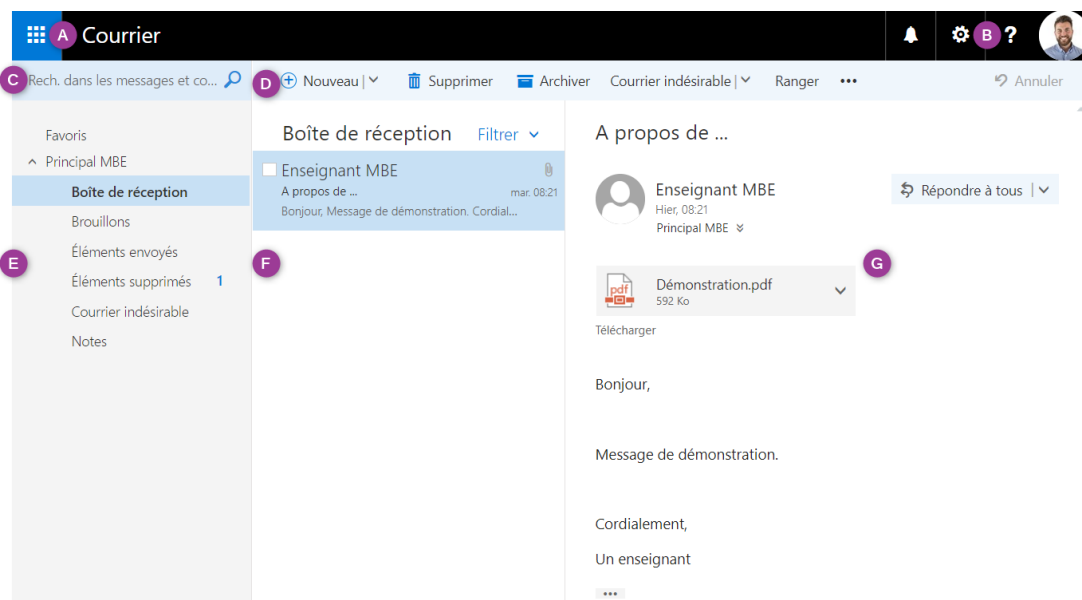 A Courrier B ?
C Rech. dans les messages et co... D Nouveau | Supprimer Archiver Courrier indésirable | Ranger ••• Annuler
Favoris
Principal MBE
Boîte de réception
Brouillons
Éléments envoyés
E Éléments supprimés 1
Courrier indésirable
Notes
Boîte de réception Filtrer
Enseignant MBE
A propos de ... mar. 08:21
Bonjour, Message de démonstration. Cordial...
F
A propos de ...
Enseignant MBE Répondre à tous |
Hier, 08:21
Principal MBE
G
pdf Démonstration.pdf
592 Ko
Télécharger
Bonjour,
Message de démonstration.
Cordialement,
Un enseignant
•••